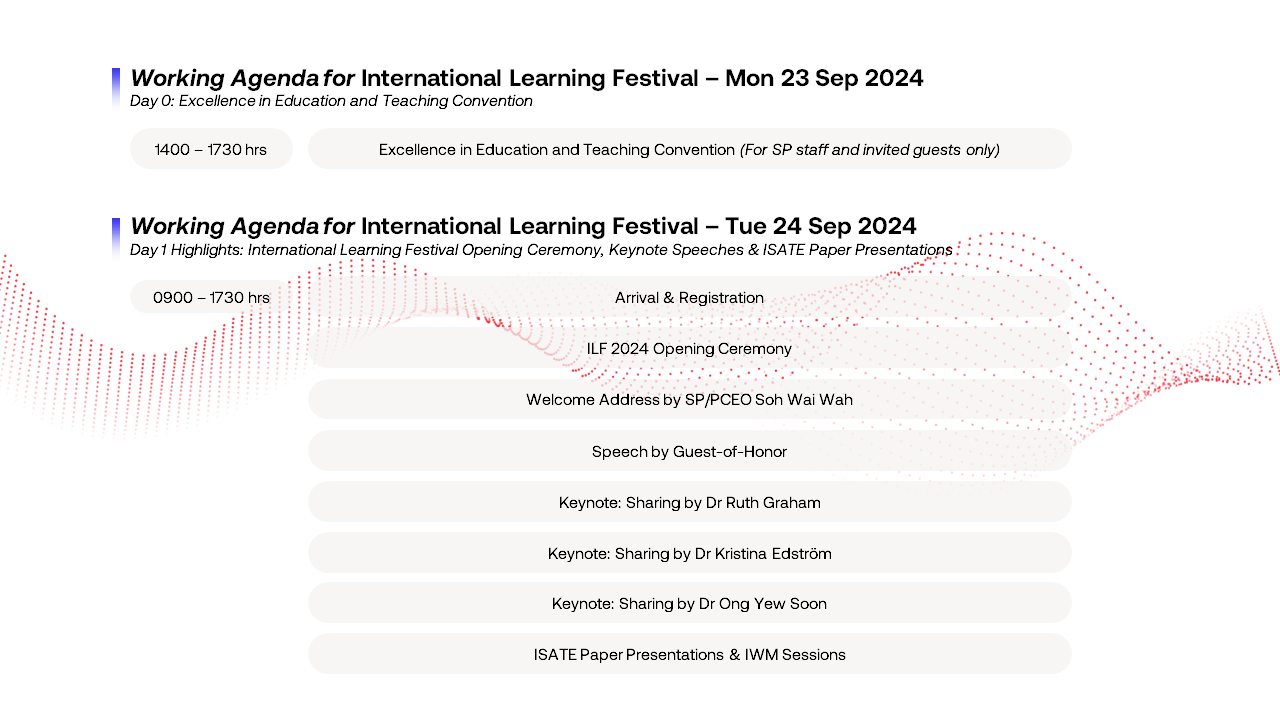 Working Agenda for International Learning Festival – Mon 23 Sep 2024
Day 0: Excellence in Education and Teaching Convention
1400 – 1730 hrs
Excellence in Education and Teaching Convention (For SP staff and invited guests only)
Working Agenda for International Learning Festival – Tue 24 Sep 2024
Day 1 Highlights: International Learning Festival Opening Ceremony, Keynote Speeches & ISATE Paper Presentations
0900 – 1730 hrs
Arrival & Registration
ILF 2024 Opening Ceremony
Welcome Address by SP/PCEO Soh Wai Wah
Speech by Guest-of-Honor
Keynote: Sharing by Dr Ruth Graham
Keynote: Sharing by Dr Kristina Edström
Keynote: Sharing by Dr Ong Yew Soon
ISATE Paper Presentations & IWM Sessions